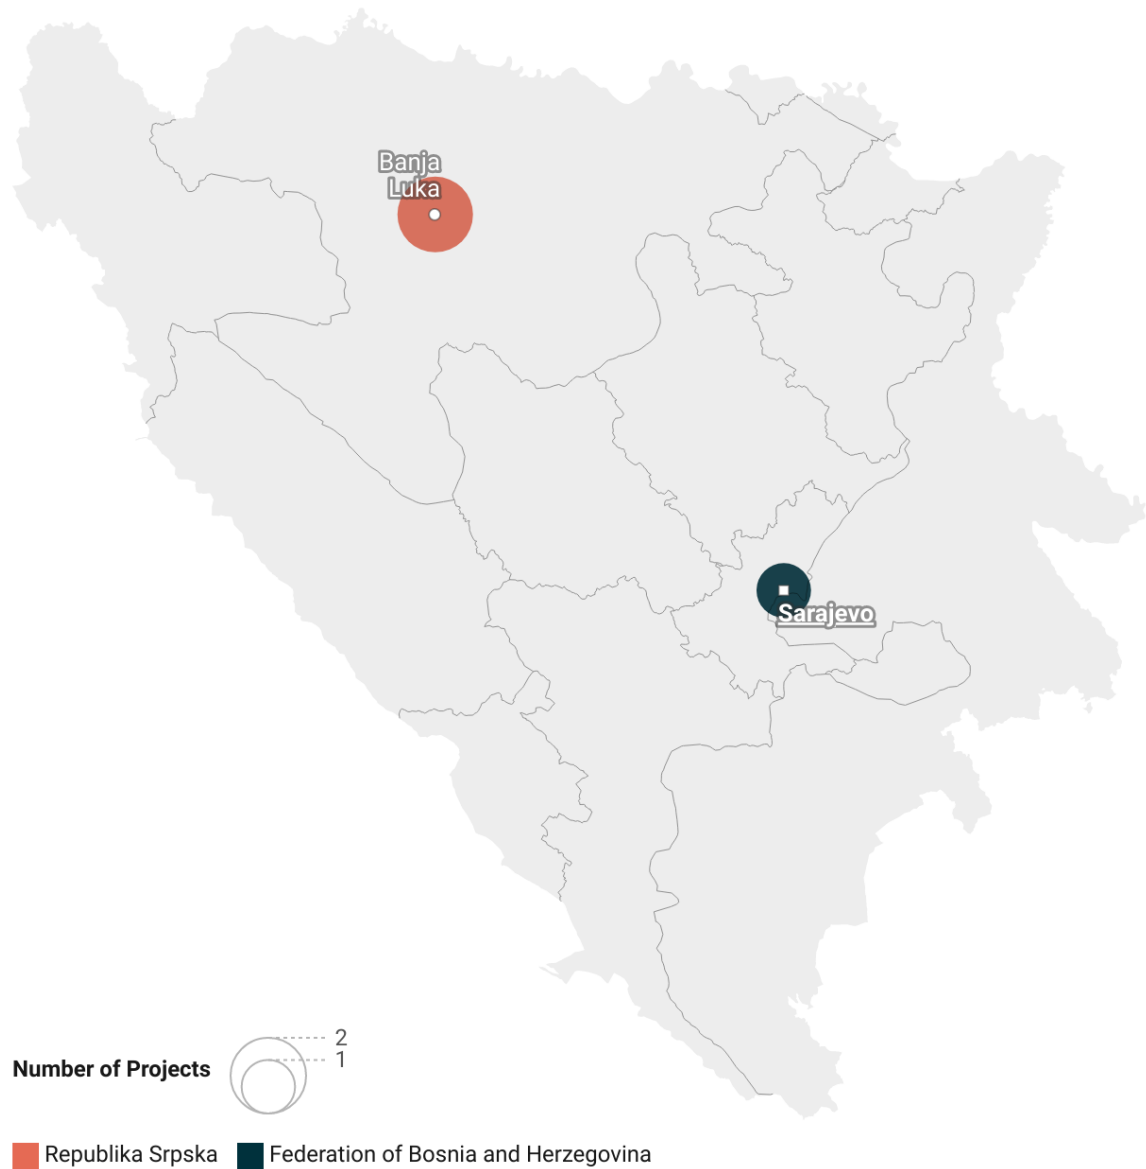 Banja
Luka
Sarajevo
2
1
Number of Projects
Republika Srpska
Federation of Bosnia and Herzegovina